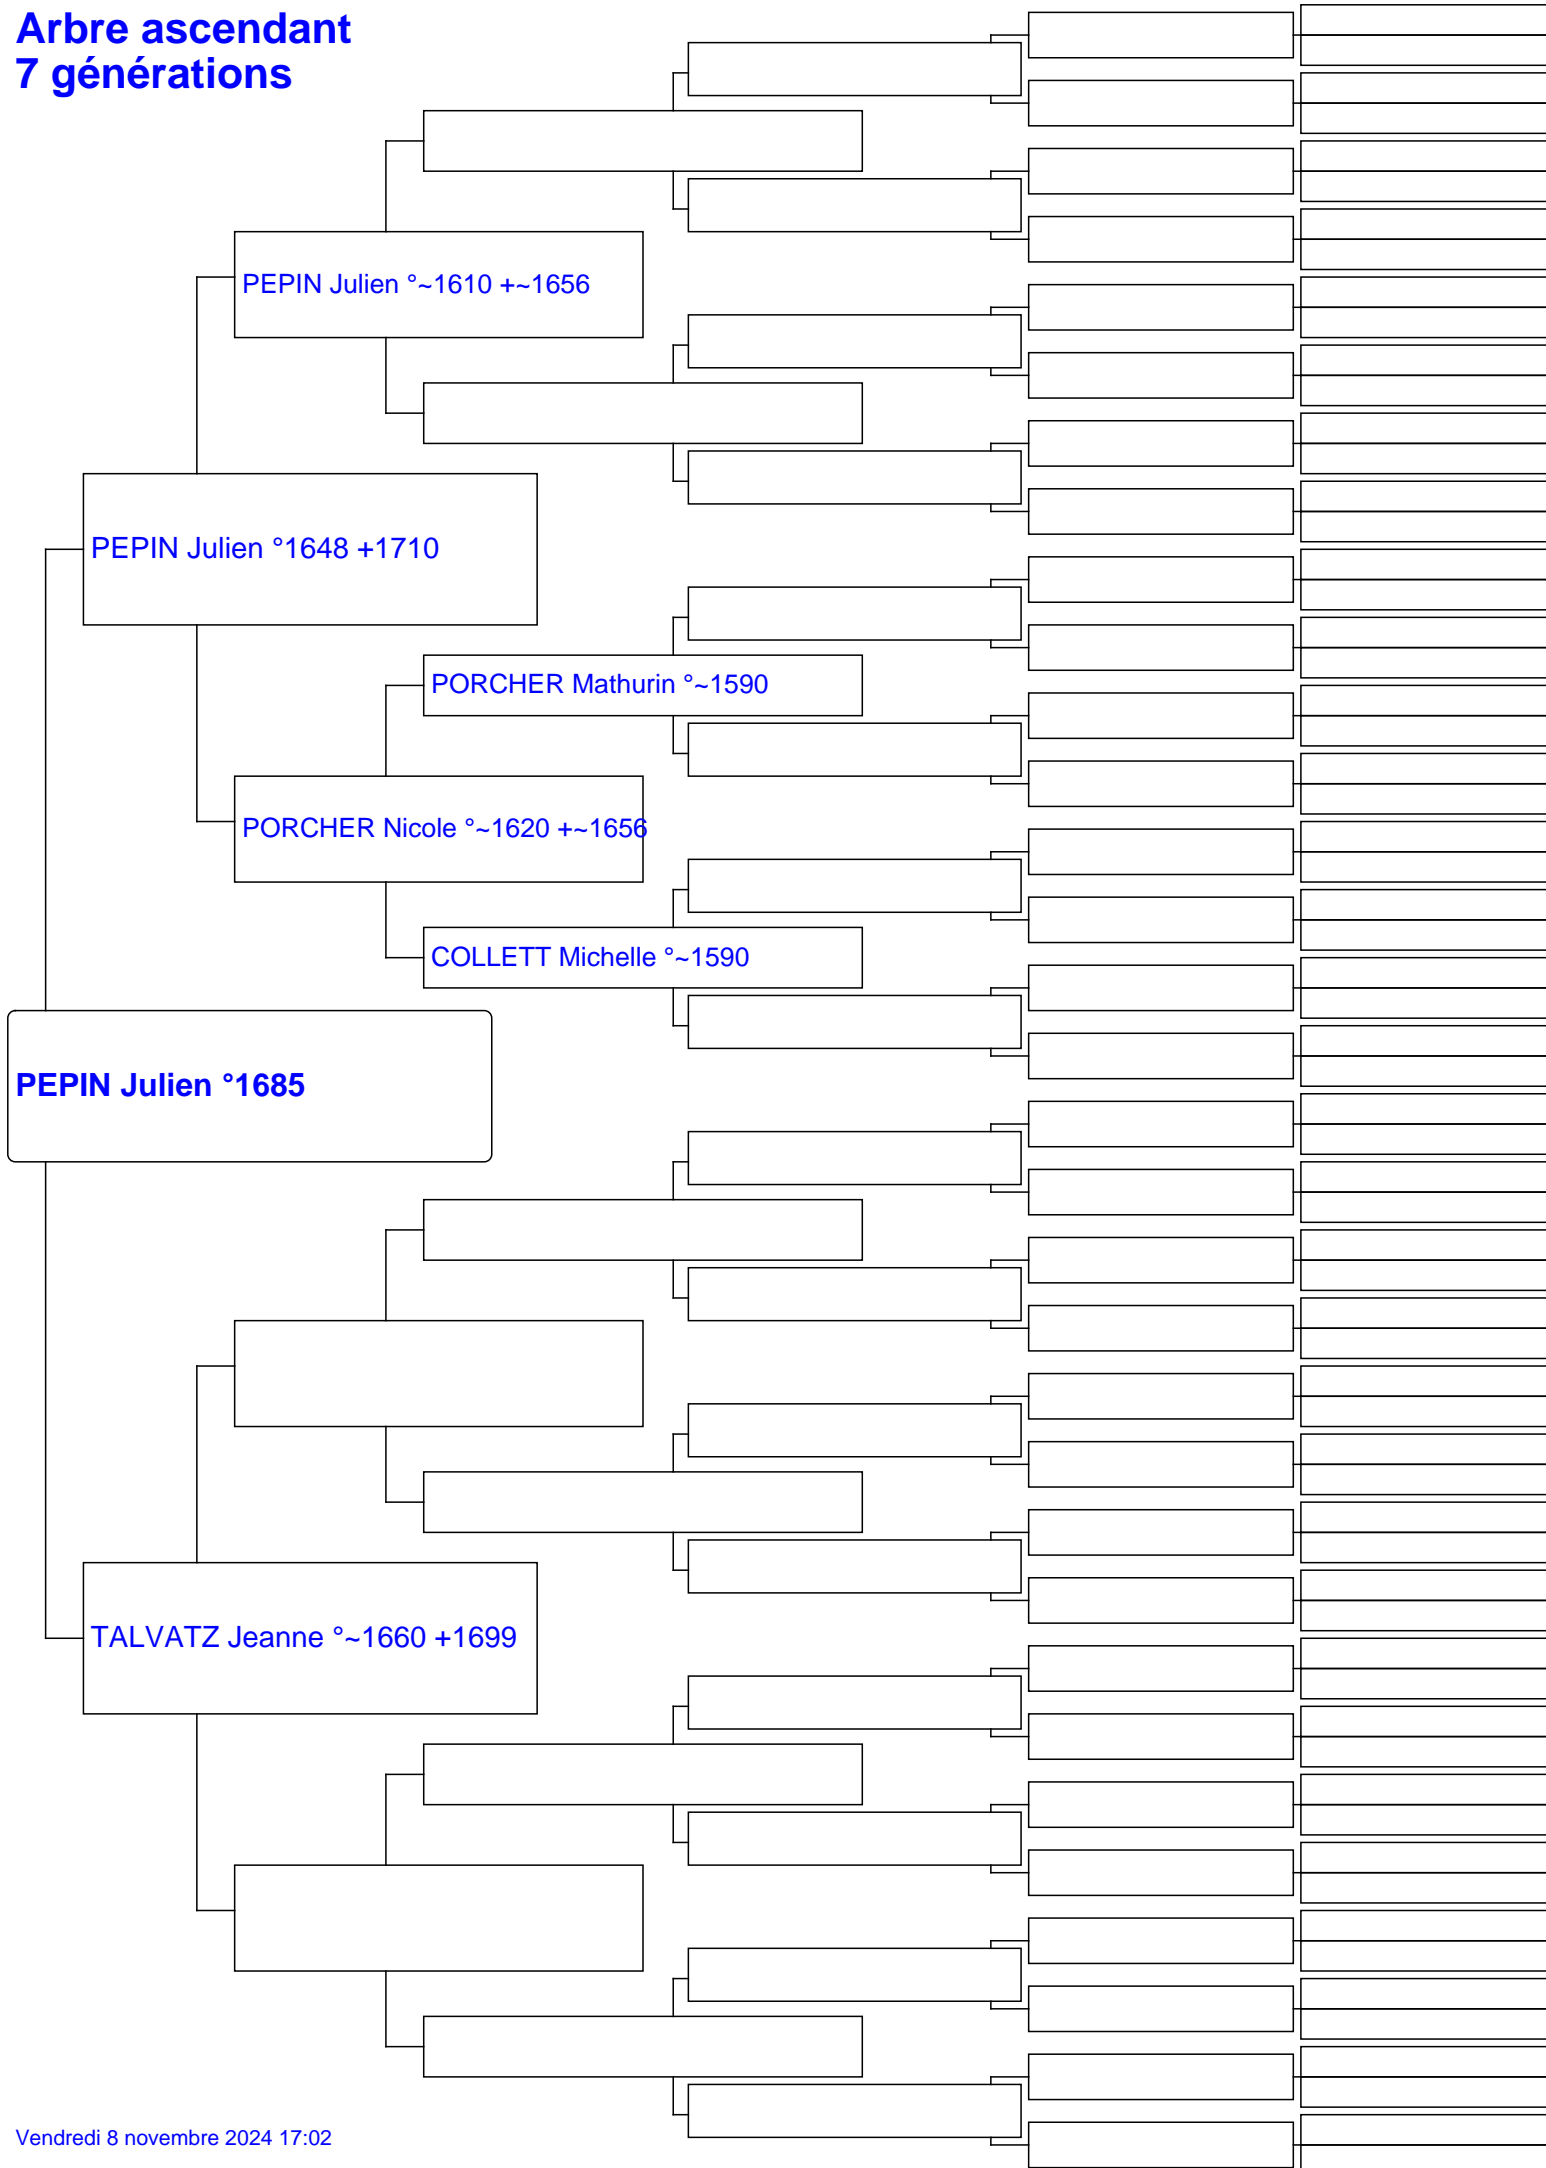 Arbre ascendant
7 générations
PEPIN Julien °~1610 +~1656
PEPIN Julien °1648 +1710
PORCHER Mathurin °~1590
PORCHER Nicole °~1620 +~1656
COLLETT Michelle °~1590
PEPIN Julien °1685
TALVATZ Jeanne °~1660 +1699
Vendredi 8 novembre 2024 17:02